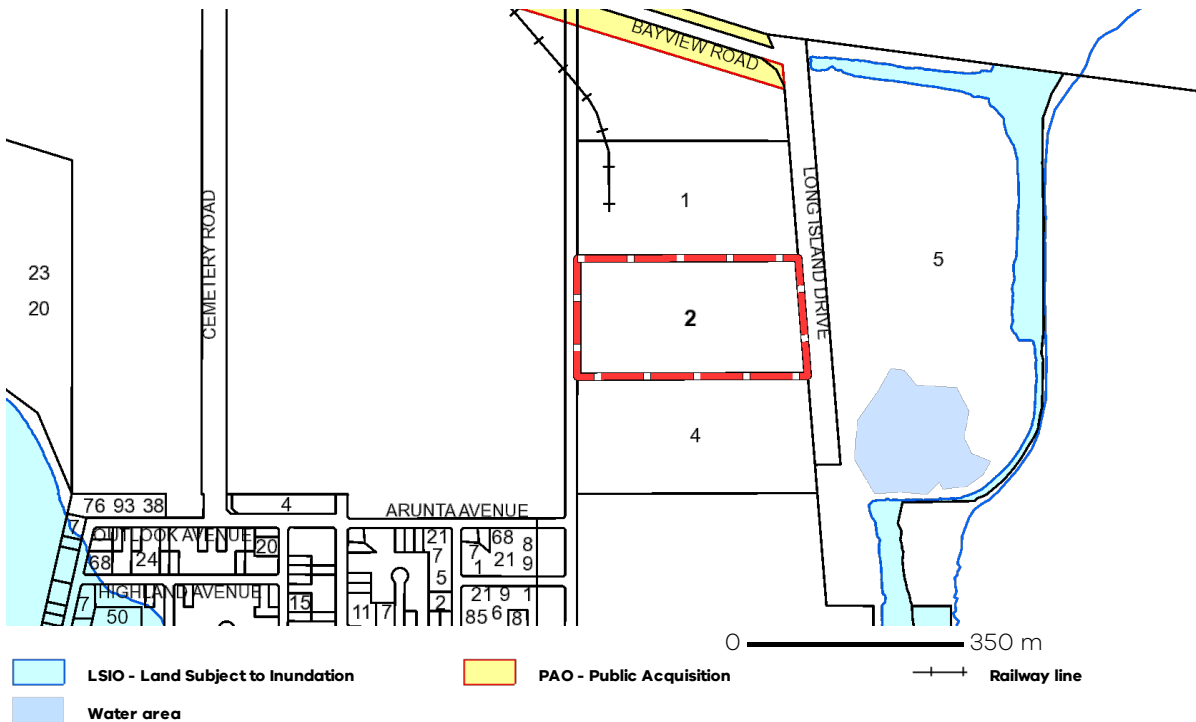 BAYVIEW ROAD
CEMETERY ROAD
LONG ISLAND DRIVE
1
5
23
20
2
4
76 93 38
4
ARUNTA AVENUE
7
OUTLOOK AVENUE
20
21
68
8
68
24
7
7
21
9
1
5
HIGHLAND AVENUE
7
50
15
11
7
2
21 9 1
85 6 8
0 350 m
LSIO - Land Subject to Inundation
PAO - Public Acquisition
Railway line
Water area